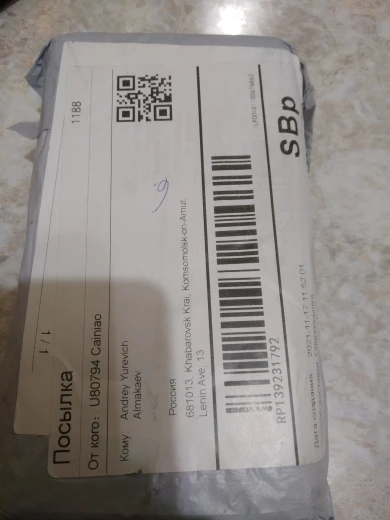 Посылка
1 / 1
1188
От кого: U80794 Cainiao
Кому Andrey Yurevich
Almakaev
Россия
681013, Khabarovsk Krai, Komsomolsk-on-Amur,
Lenin Ave, 13
RP139231792
SBp
Дата создания 2021-11-17 11:52:01